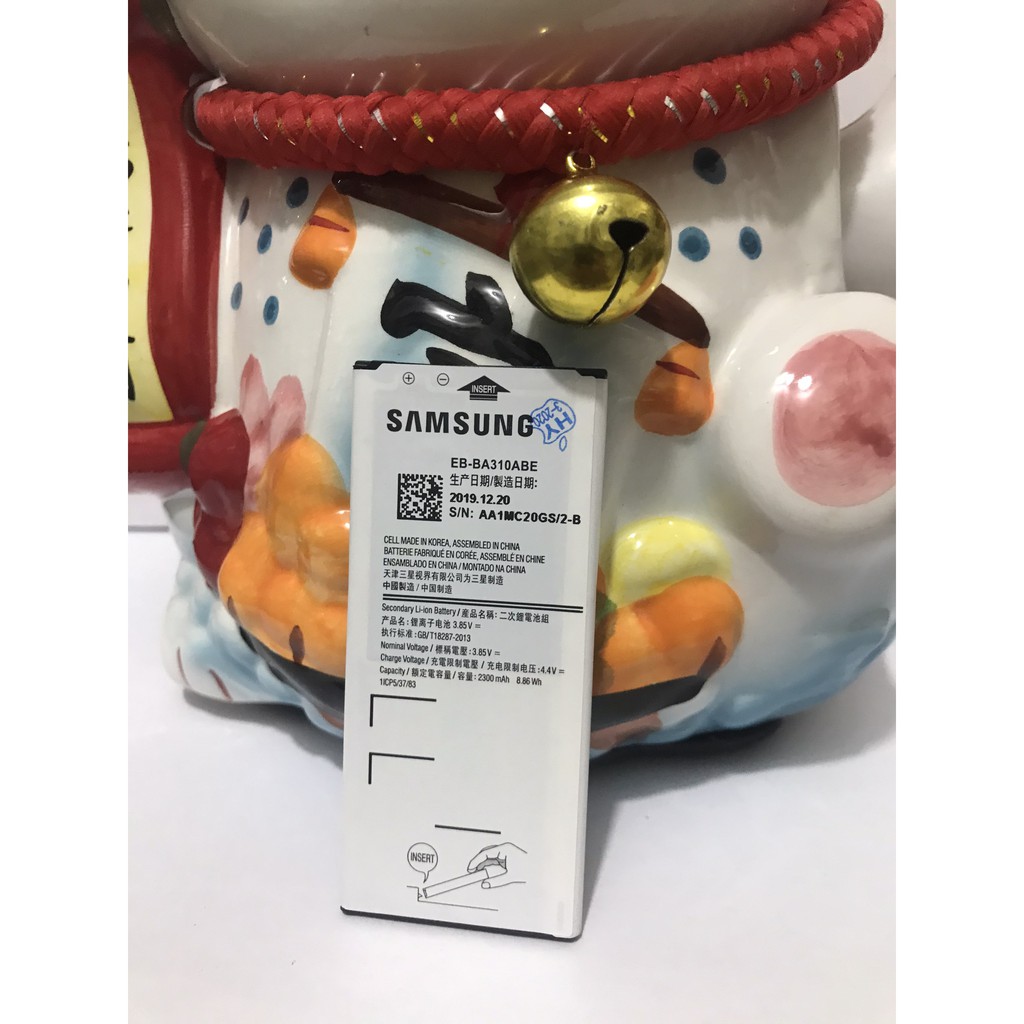 ⊕ ⊖ INSERT
SAMSUNG
HY
3-2020
EB-BA310ABE
生产日期/製造日期:
2019.12.20
S/N: AA1MC20GS/2-B
CELL MADE IN KOREA, ASSEMBLED IN CHINA
BATTERIE FABRIQUÉ EN CORÉE, ASSEMBLÉ EN CHINE
ENSAMBLADO EN CHINA / MONTADO NA CHINA
天津三星视界有限公司为三星制造
中國製造 / 中国制造
Secondary Li-ion Battery / 產品名稱: 二次鋰電池組
产品名: 锂离子电池 3.85V ⎓
执行标准: GB/T18287-2013
Nominal Voltage / 標稱電壓: 3.85V ⎓
Charge Voltage / 充電限制電壓 / 充电限制电压: 4.4V ⎓
Capacity / 額定電容量 / 容量: 2300 mAh 8.86 Wh
1ICP5/37/83
INSERT